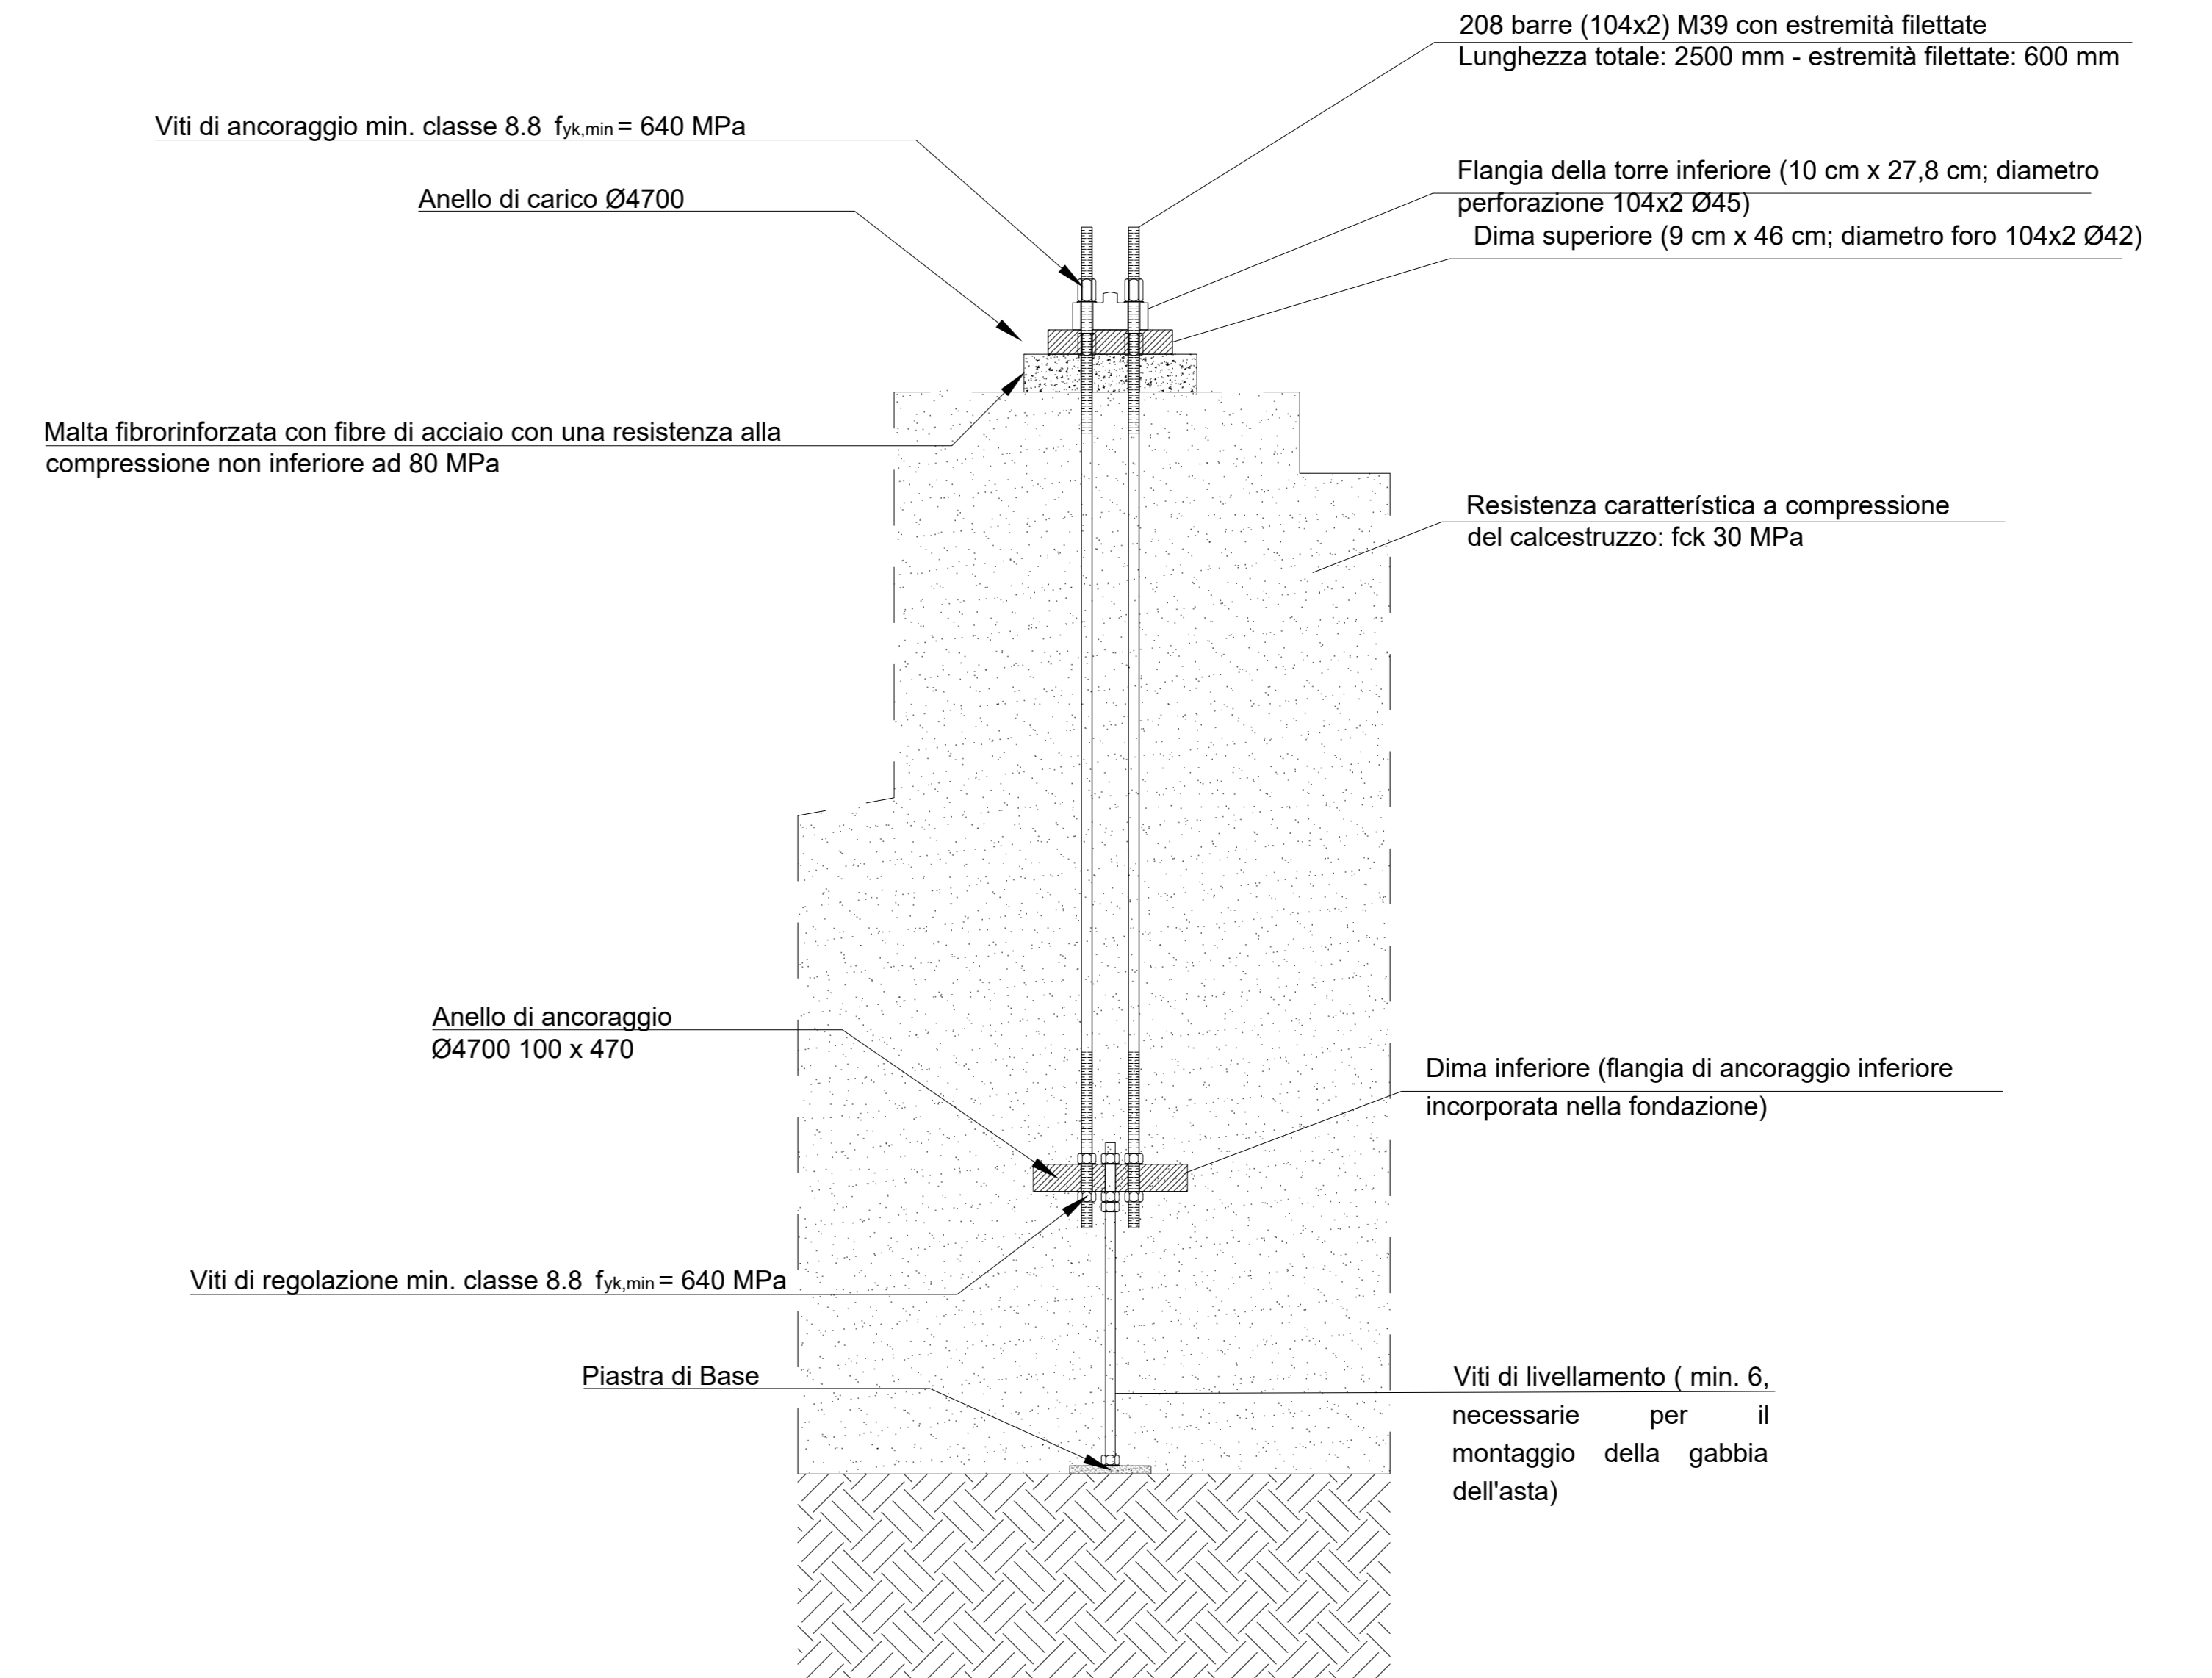 208 barre (104x2) M39 con estremità filettate
Lunghezza totale: 2500 mm - estremità filettate: 600 mm
Viti di ancoraggio min. classe 8.8 fyk,min = 640 MPa
Flangia della torre inferiore (10 cm x 27,8 cm; diametro
perforazione 104x2 Ø45)
Anello di carico Ø4700
Dima superiore (9 cm x 46 cm; diametro foro 104x2 Ø42)
Malta fibrorinforzata con fibre di acciaio con una resistenza alla
compressione non inferiore ad 80 MPa
Resistenza caratterística a compressione
del calcestruzzo: fck 30 MPa
Anello di ancoraggio
Ø4700 100 x 470
Dima inferiore (flangia di ancoraggio inferiore
incorporata nella fondazione)
Viti di regolazione min. classe 8.8 fyk,min = 640 MPa
Piastra di Base
Viti di livellamento ( min. 6,
necessarie per il
montaggio della gabbia
dell'asta)